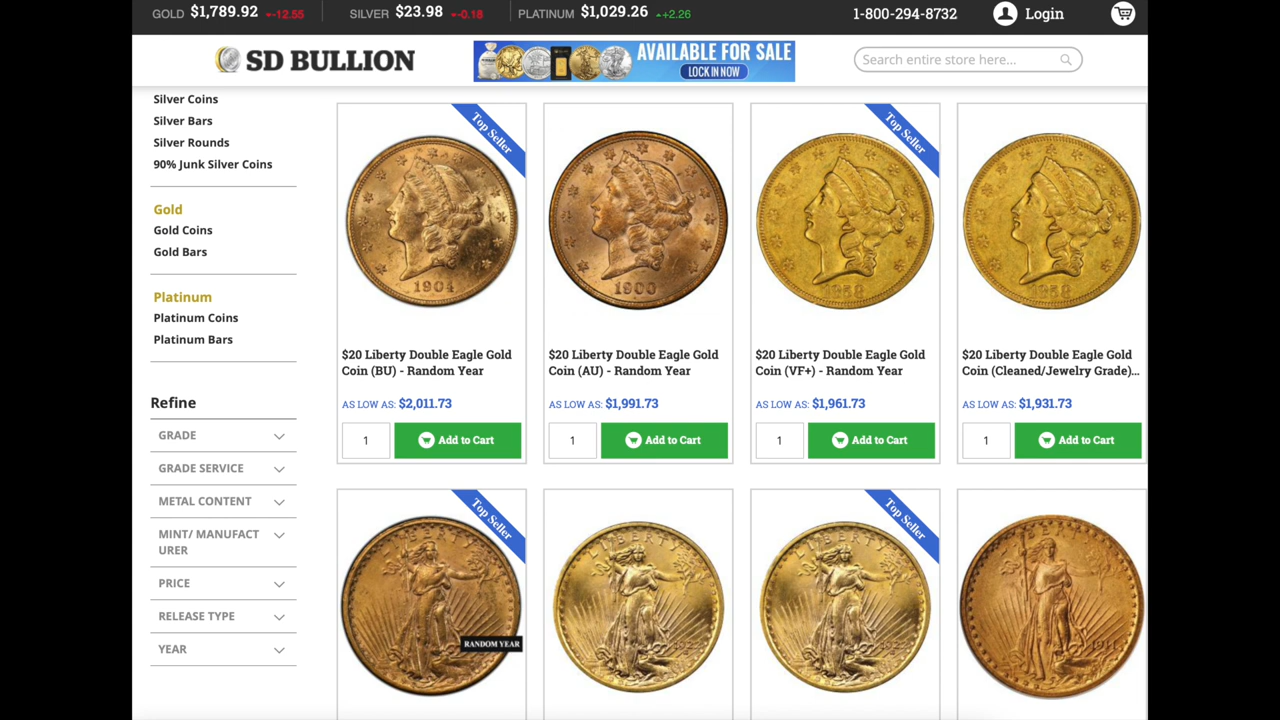 GOLD $1,789.92 -12.55 SILVER $23.98 -0.18 PLATINUM $1,029.26 +2.26 1-800-294-8732 Login
SD BULLION
AVAILABLE FOR SALE
LOCK IN NOW
Search entire store here...
Silver Coins
Silver Bars
Silver Rounds
90% Junk Silver Coins
Gold
Gold Coins
Gold Bars
Platinum
Platinum Coins
Platinum Bars
Refine
GRADE
GRADE SERVICE
METAL CONTENT
MINT/ MANUFACT
URER
PRICE
RELEASE TYPE
YEAR
Top Seller
1904
$20 Liberty Double Eagle Gold
Coin (BU) - Random Year
AS LOW AS: $2,011.73
1 Add to Cart
1900
$20 Liberty Double Eagle Gold
Coin (AU) - Random Year
AS LOW AS: $1,991.73
1 Add to Cart
Top Seller
$20 Liberty Double Eagle Gold
Coin (VF+) - Random Year
AS LOW AS: $1,961.73
1 Add to Cart
$20 Liberty Double Eagle Gold
Coin (Cleaned/Jewelry Grade)...
AS LOW AS: $1,931.73
1 Add to Cart
Top Seller
LIBERTY
RANDOM YEAR
LIBERTY
Top Seller
LIBERTY